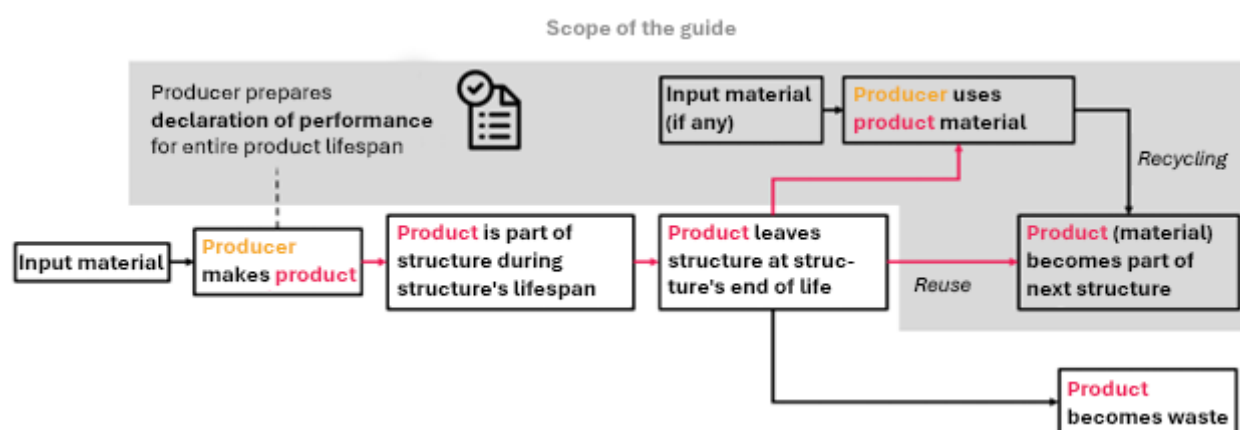 Scope of the guide
Producer prepares
declaration of performance
for entire product lifespan
Input material
(if any)
Producer uses
product material
Recycling
Input material
Producer
makes product
Product is part of
structure during
structure's lifespan
Product leaves
structure at struc-
ture's end of life
Reuse
Product (material)
becomes part of
next structure
Product
becomes waste